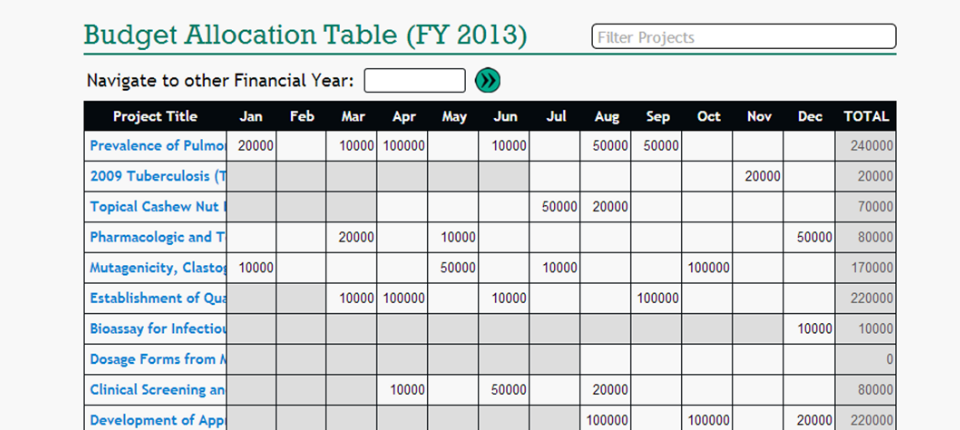 Budget Allocation Table (FY 2013)
Filter Projects
Navigate to other Financial Year:
Project Title Jan Feb Mar Apr May Jun Jul Aug Sep Oct Nov Dec TOTAL
Prevalence of Pulmo 20000 10000 100000 10000 50000 50000 240000
2009 Tuberculosis (T 20000 20000
Topical Cashew Nut 50000 20000 70000
Pharmacologic and T 20000 10000 50000 80000
Mutagenicity, Clastog 10000 50000 10000 100000 170000
Establishment of Qua 10000 100000 10000 100000 220000
Bioassay for Infectiou 10000 10000
Dosage Forms from M 0
Clinical Screening an 10000 50000 20000 80000
Development of Appr 100000 100000 20000 220000